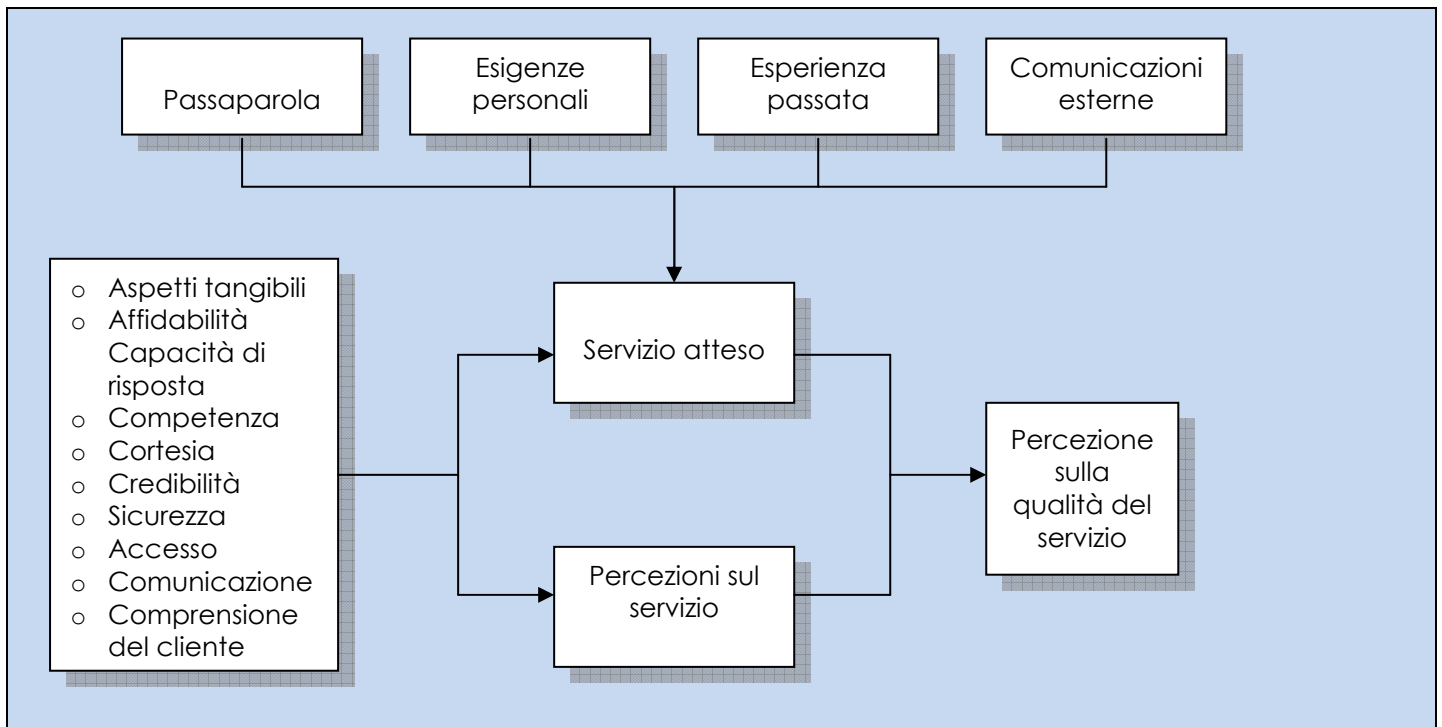 Passaparola
Esigenze
personali
Esperienza
passata
Comunicazioni
esterne
o Aspetti tangibili
o Affidabilità
Capacità di
risposta
o Competenza
o Cortesia
o Credibilità
o Sicurezza
o Accesso
o Comunicazione
o Comprensione
del cliente
Servizio atteso
Percezioni sul
servizio
Percezione
sulla
qualità del
servizio